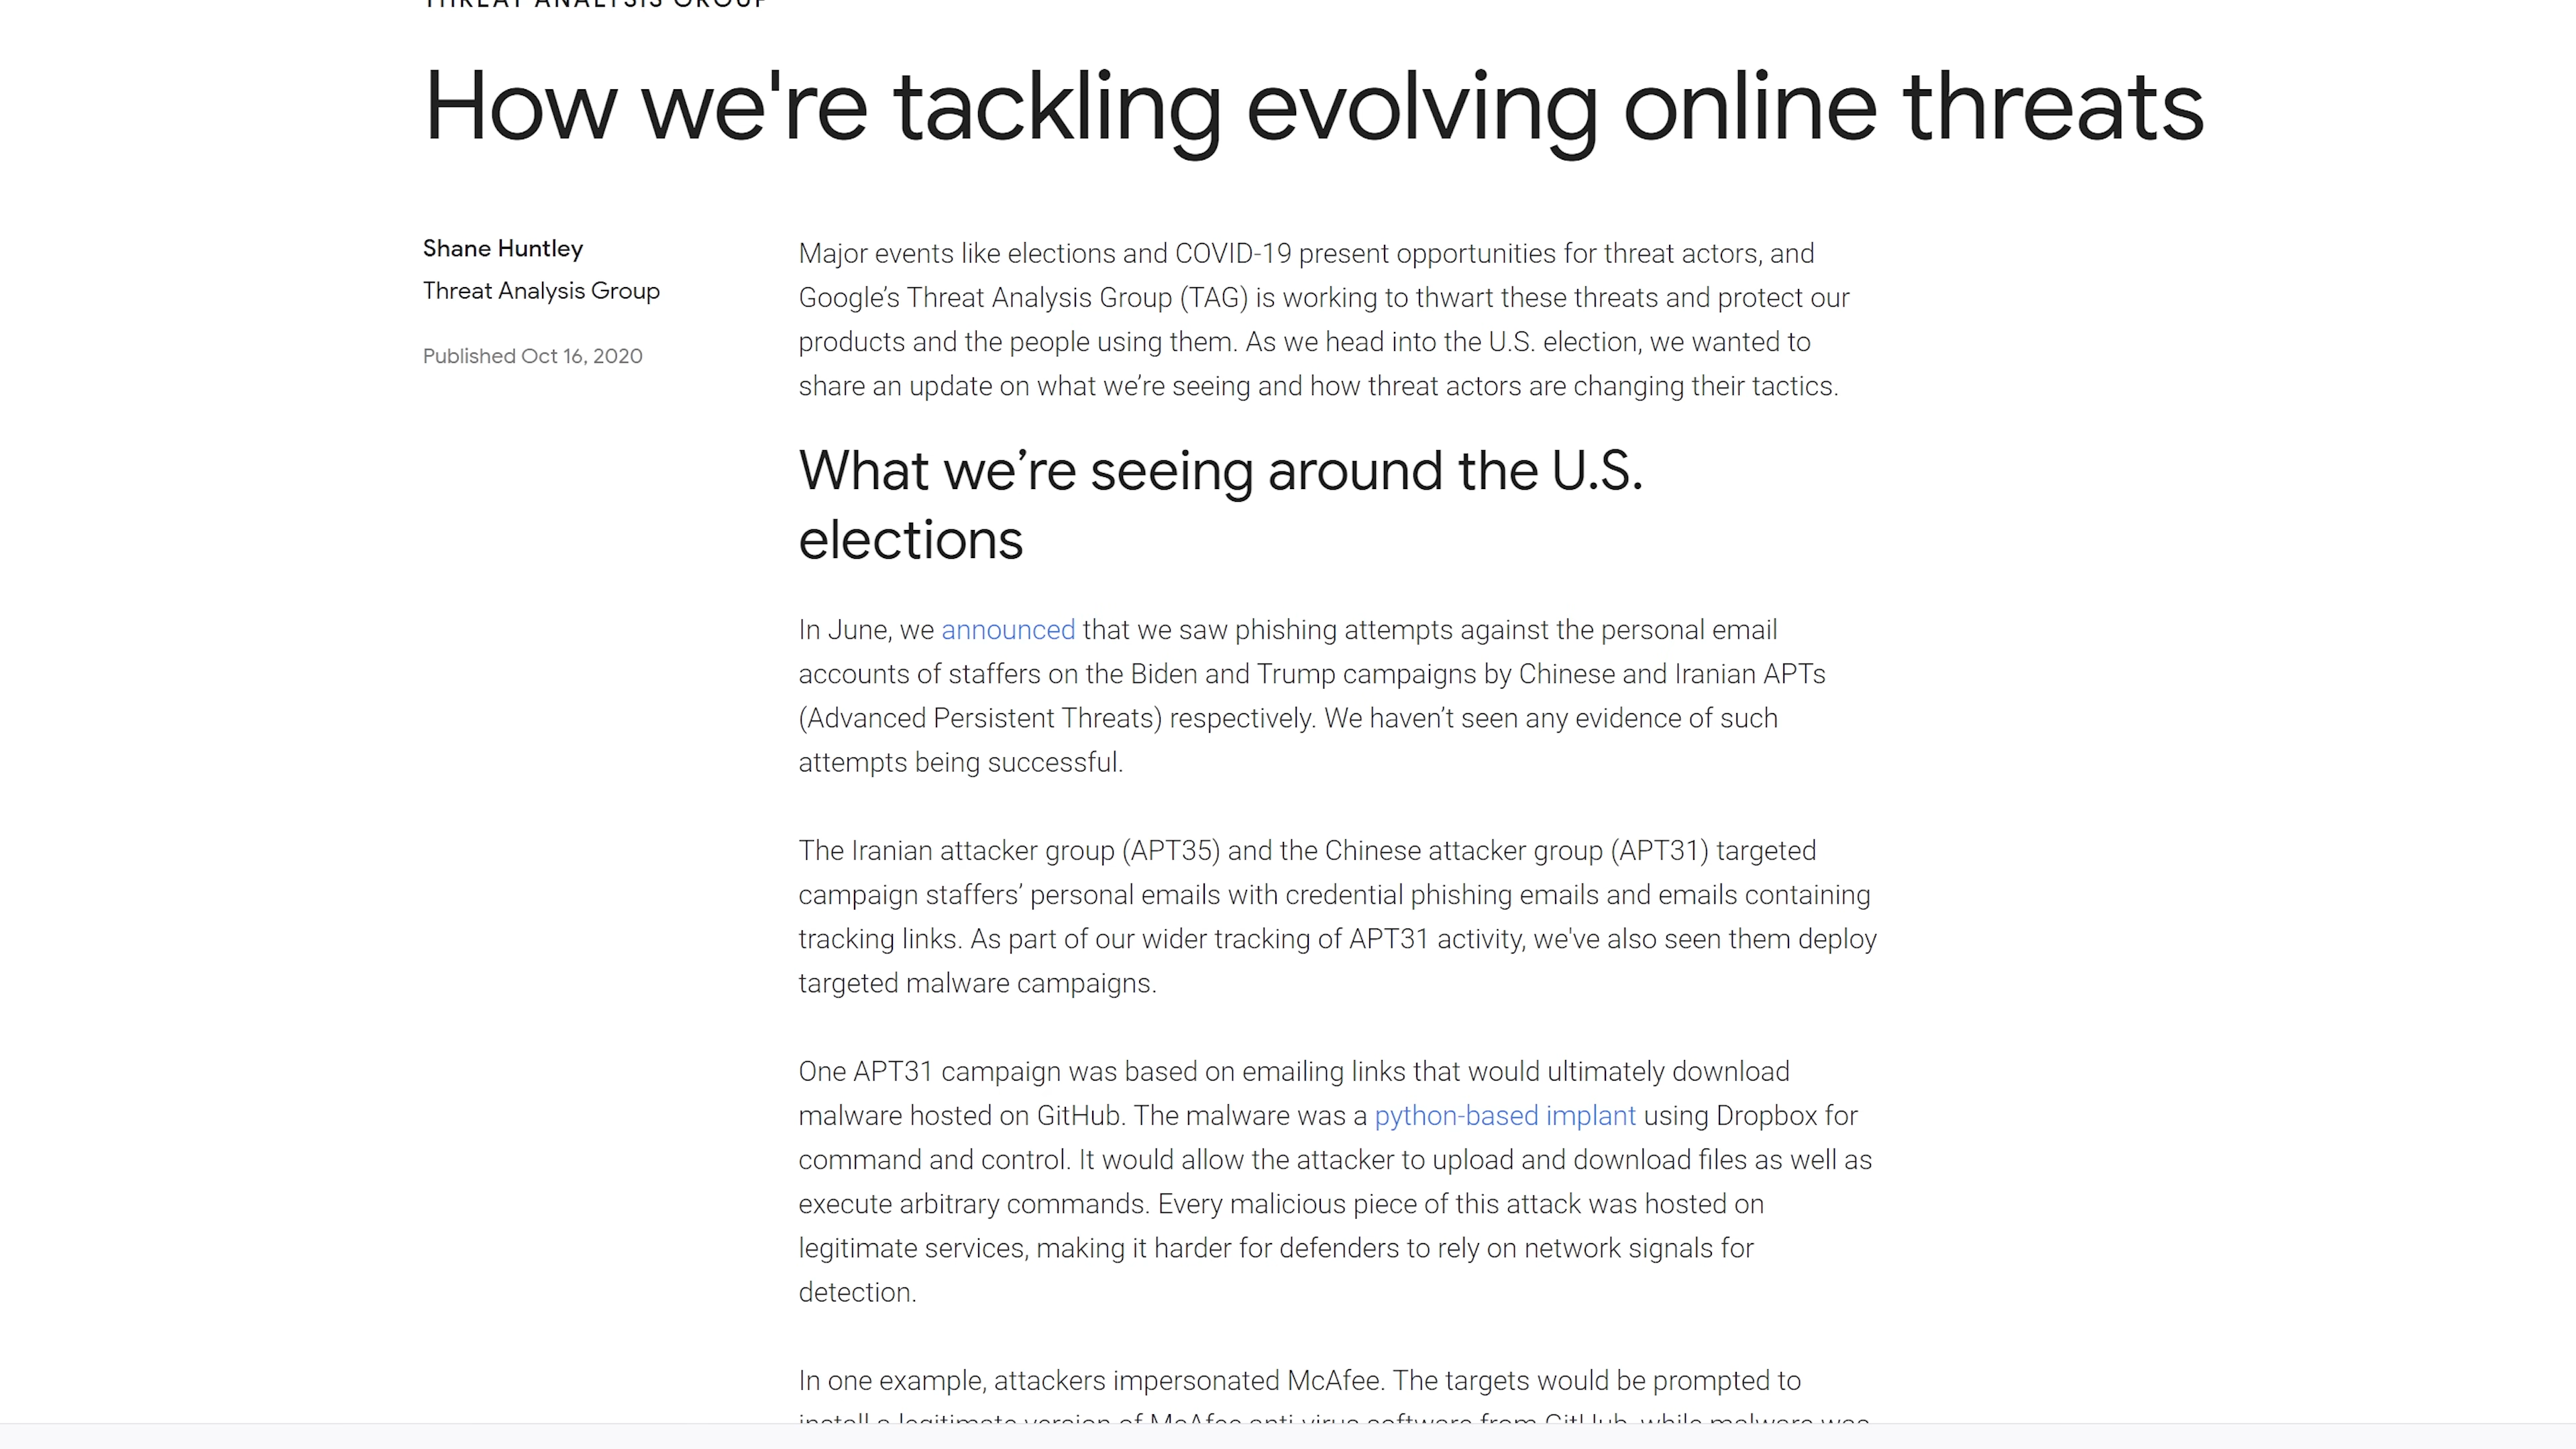 THREAT ANALYSIS GROUP
How we're tackling evolving online threats
Shane Huntley
Threat Analysis Group
Published Oct 16, 2020
Major events like elections and COVID-19 present opportunities for threat actors, and
Google’s Threat Analysis Group (TAG) is working to thwart these threats and protect our
products and the people using them. As we head into the U.S. election, we wanted to
share an update on what we’re seeing and how threat actors are changing their tactics.
What we’re seeing around the U.S.
elections
In June, we announced that we saw phishing attempts against the personal email
accounts of staffers on the Biden and Trump campaigns by Chinese and Iranian APTs
(Advanced Persistent Threats) respectively. We haven’t seen any evidence of such
attempts being successful.
The Iranian attacker group (APT35) and the Chinese attacker group (APT31) targeted
campaign staffers’ personal emails with credential phishing emails and emails containing
tracking links. As part of our wider tracking of APT31 activity, we've also seen them deploy
targeted malware campaigns.
One APT31 campaign was based on emailing links that would ultimately download
malware hosted on GitHub. The malware was a python-based implant using Dropbox for
command and control. It would allow the attacker to upload and download files as well as
execute arbitrary commands. Every malicious piece of this attack was hosted on
legitimate services, making it harder for defenders to rely on network signals for
detection.
In one example, attackers impersonated McAfee. The targets would be prompted to
install a legitimate version of McAfee anti-virus software from GitHub, while malware was